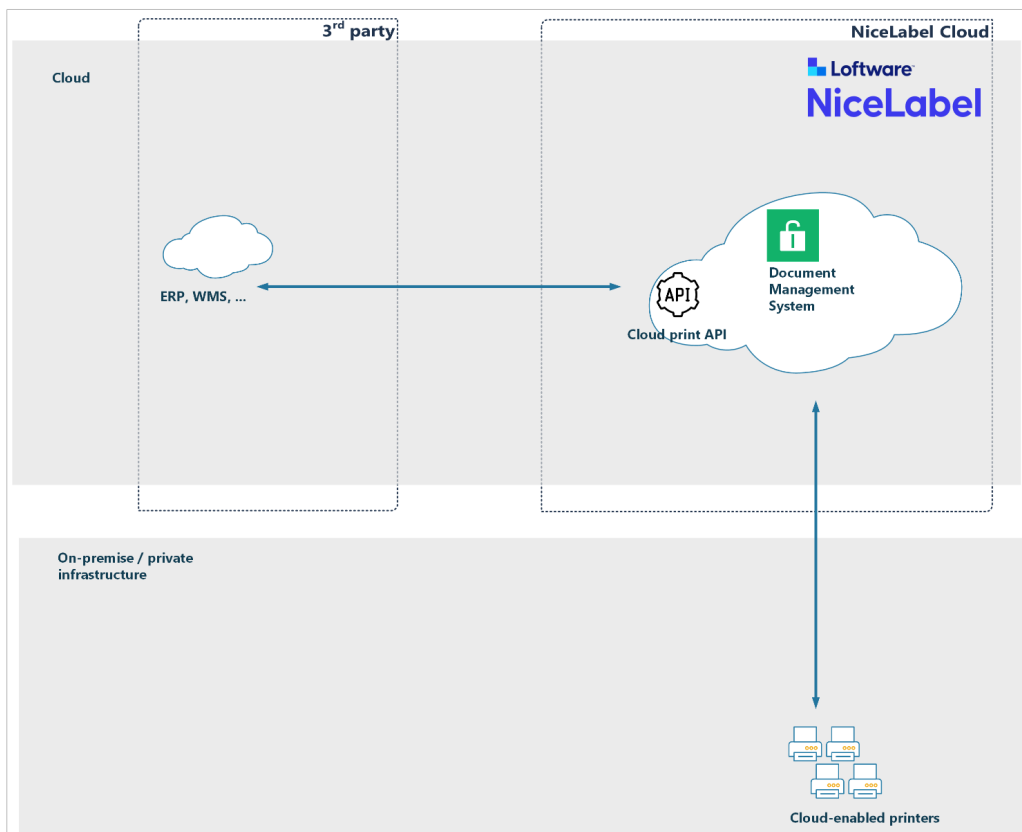 3rd party
NiceLabel Cloud
Cloud
Loftware™
NiceLabel
Document
Management
System
API
ERP, WMS, ...
Cloud print API
On-premise / private
infrastructure
Cloud-enabled printers